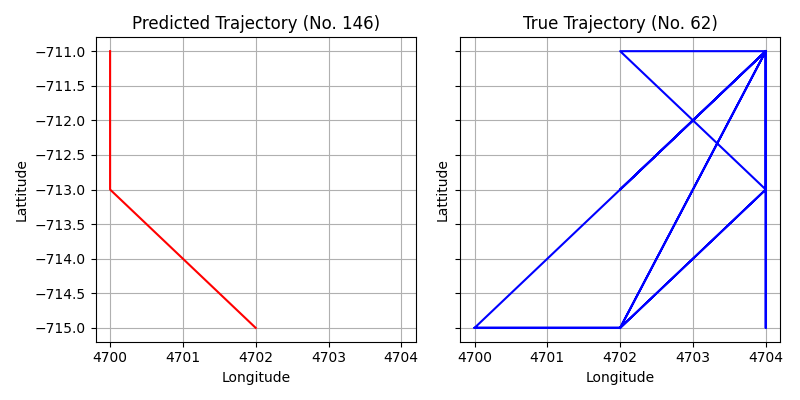 Predicted Trajectory (No. 146)
True Trajectory (No. 62)
Lattitude
−711.0
−711.5
−712.0
−712.5
−713.0
−713.5
−714.0
−714.5
−715.0
4700 4701 4702 4703 4704
Longitude
Lattitude
4700 4701 4702 4703 4704
Longitude